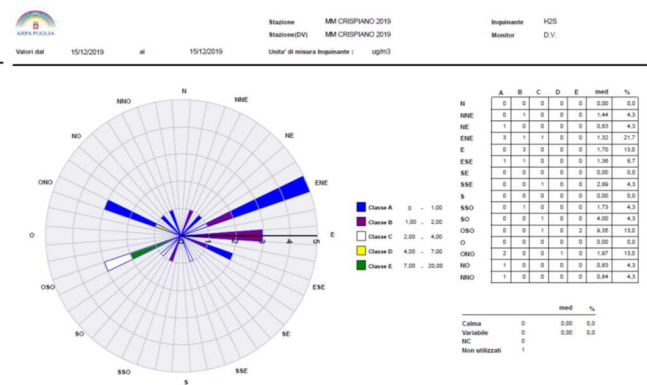 Stazione MM CRISPIANO 2019 Inquinante H2S
ARPA PUGLIA Stazione(DV) MM CRISPIANO 2019 Monitor D.V.
Valori dal 15/12/2019 al 15/12/2019 Unita' di misura Inquinante : ug/m3
N
NNE
NE
ENE
E
ESE
SE
SSE
S
SSO
SO
OSO
O
ONO
NO
NNO
0 1 2 3 4 5
Classe A 0 - 1,00
Classe B 1,00 - 2,00
Classe C 2,00 - 4,00
Classe D 4,00 - 7,00
Classe E 7,00 - 20,00
A B C D E med %
N 0 0 0 0 0 0,00 0,0
NNE 0 1 0 0 0 1,44 4,3
NE 1 0 0 0 0 0,83 4,3
ENE 3 1 1 0 0 1,32 21,7
E 0 3 0 0 0 1,70 13,0
ESE 1 1 0 0 0 1,36 8,7
SE 0 0 0 0 0 0,00 0,0
SSE 0 0 1 0 0 2,69 4,3
S 0 0 0 0 0 0,00 0,0
SSO 0 1 0 0 0 1,73 4,3
SO 0 0 1 0 0 4,00 4,3
OSO 0 0 1 0 2 8,35 13,0
O 0 0 0 0 0 0,00 0,0
ONO 2 0 0 1 0 1,97 13,0
NO 1 0 0 0 0 0,83 4,3
NNO 1 0 0 0 0 0,84 4,3
med %
Calma 0 0,00 0,0
Variabile 0 0,00 0,0
NC 0
Non utilizzati 1